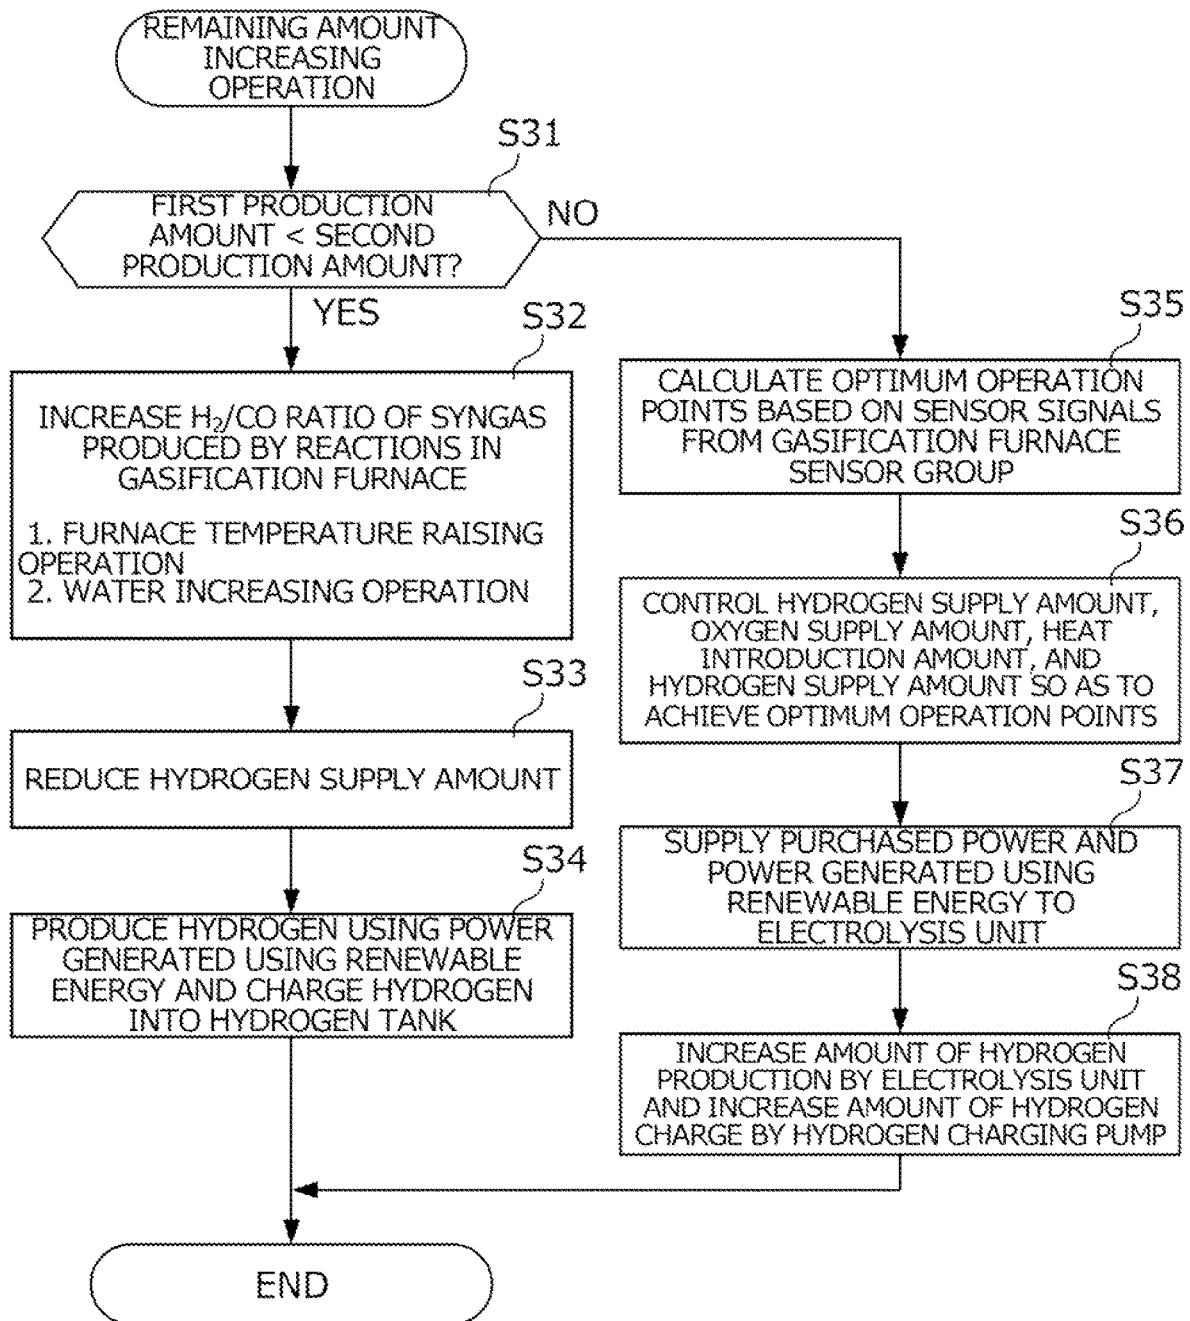 REMAINING AMOUNT
INCREASING
OPERATION
S31
FIRST PRODUCTION
AMOUNT < SECOND
PRODUCTION AMOUNT?
NO
YES
S32
INCREASE H₂/CO RATIO OF SYNGAS
PRODUCED BY REACTIONS IN
GASIFICATION FURNACE
1. FURNACE TEMPERATURE RAISING
OPERATION
2. WATER INCREASING OPERATION
S33
REDUCE HYDROGEN SUPPLY AMOUNT
S34
PRODUCE HYDROGEN USING POWER
GENERATED USING RENEWABLE
ENERGY AND CHARGE HYDROGEN
INTO HYDROGEN TANK
S35
CALCULATE OPTIMUM OPERATION
POINTS BASED ON SENSOR SIGNALS
FROM GASIFICATION FURNACE
SENSOR GROUP
S36
CONTROL HYDROGEN SUPPLY AMOUNT,
OXYGEN SUPPLY AMOUNT, HEAT
INTRODUCTION AMOUNT, AND
HYDROGEN SUPPLY AMOUNT SO AS TO
ACHIEVE OPTIMUM OPERATION POINTS
S37
SUPPLY PURCHASED POWER AND
POWER GENERATED USING
RENEWABLE ENERGY TO
ELECTROLYSIS UNIT
S38
INCREASE AMOUNT OF HYDROGEN
PRODUCTION BY ELECTROLYSIS UNIT
AND INCREASE AMOUNT OF HYDROGEN
CHARGE BY HYDROGEN CHARGING PUMP
END